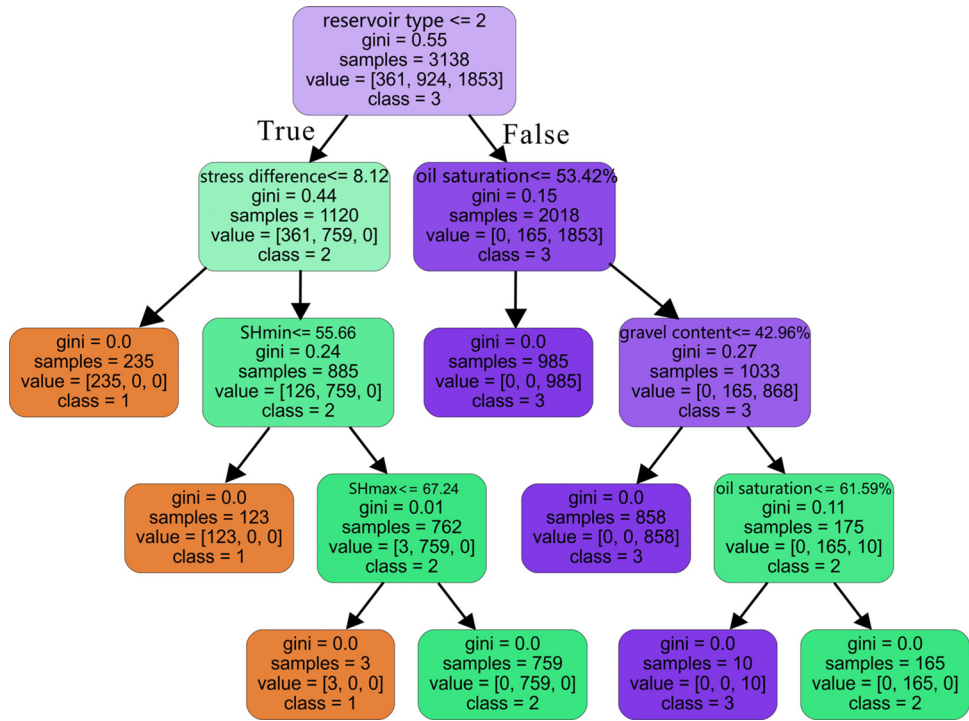 reservoir type <= 2
gini = 0.55
samples = 3138
value = [361, 924, 1853]
class = 3
True
False
stress difference<= 8.12
gini = 0.44
samples = 1120
value = [361, 759, 0]
class = 2
oil saturation<= 53.42%
gini = 0.15
samples = 2018
value = [0, 165, 1853]
class = 3
gini = 0.0
samples = 235
value = [235, 0, 0]
class = 1
SHmin<= 55.66
gini = 0.24
samples = 885
value = [126, 759, 0]
class = 2
gini = 0.0
samples = 985
value = [0, 0, 985]
class = 3
gravel content<= 42.96%
gini = 0.27
samples = 1033
value = [0, 165, 868]
class = 3
gini = 0.0
samples = 123
value = [123, 0, 0]
class = 1
SHmax<= 67.24
gini = 0.01
samples = 762
value = [3, 759, 0]
class = 2
gini = 0.0
samples = 858
value = [0, 0, 858]
class = 3
oil saturation<= 61.59%
gini = 0.11
samples = 175
value = [0, 165, 10]
class = 2
gini = 0.0
samples = 3
value = [3, 0, 0]
class = 1
gini = 0.0
samples = 759
value = [0, 759, 0]
class = 2
gini = 0.0
samples = 10
value = [0, 0, 10]
class = 3
gini = 0.0
samples = 165
value = [0, 165, 0]
class = 2